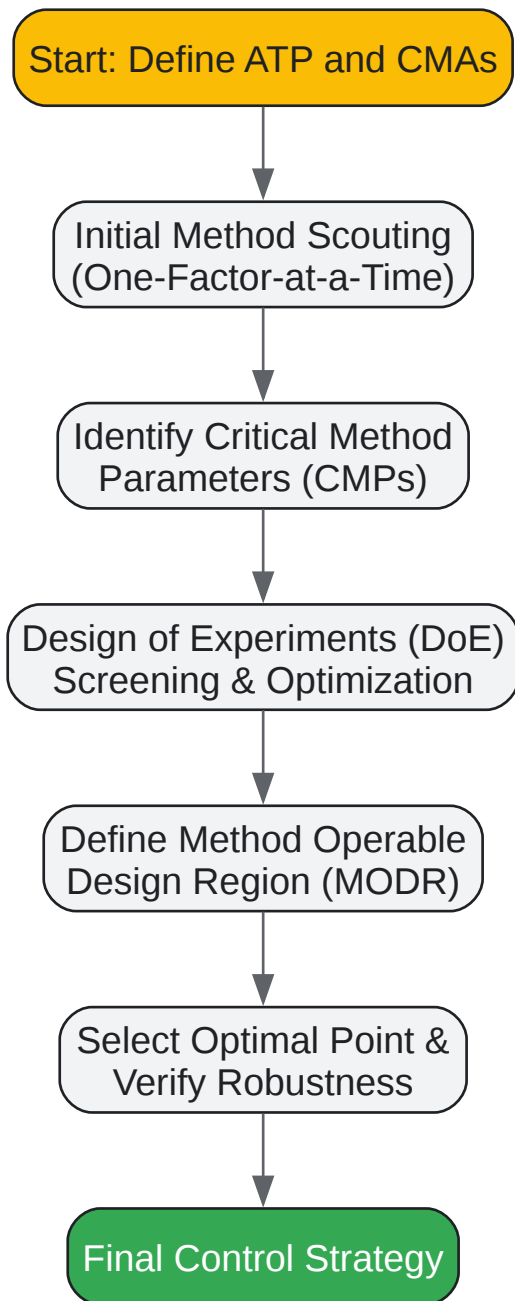 Start: Define ATP and CMAs
Initial Method Scouting
(One-Factor-at-a-Time)
Identify Critical Method
Parameters (CMPs)
Design of Experiments (DoE)
Screening & Optimization
Define Method Operable
Design Region (MODR)
Select Optimal Point &
Verify Robustness
Final Control Strategy